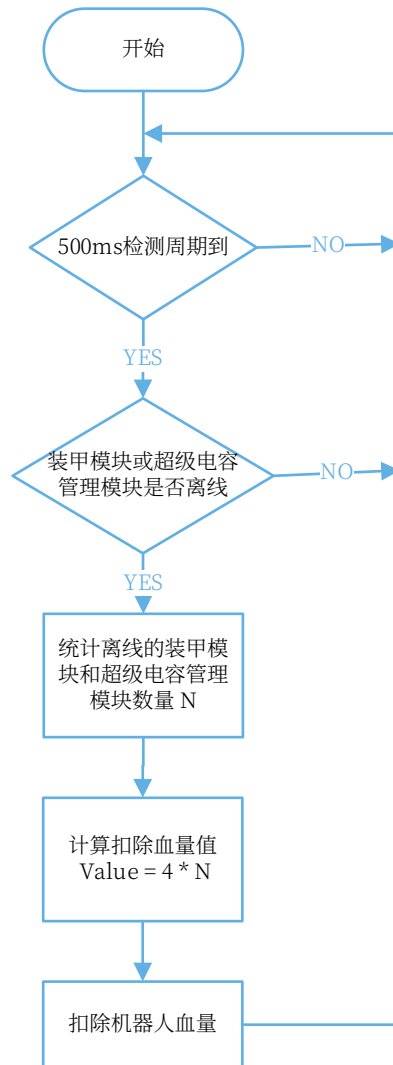 开始
500ms检测周期到
NO
YES
装甲模块或超级电容
管理模块是否离线
NO
YES
统计离线的装甲模
块和超级电容管理
模块数量 N
计算扣除血量值
Value = 4 * N
扣除机器人血量